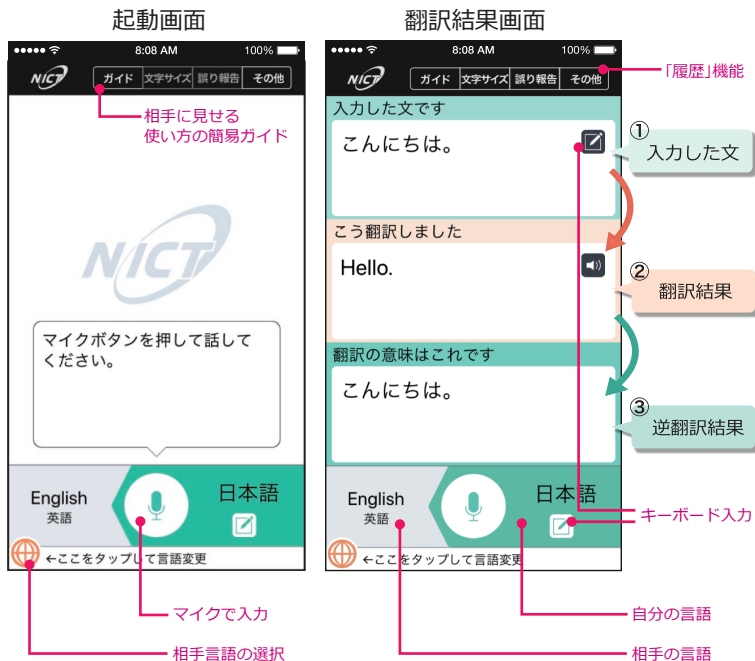 起動画面
8:08 AM
100%
NICT
ガイド
文字サイズ
誤り報告
その他
相手に見せる
使い方の簡易ガイド
NICT
マイクボタンを押して話して
ください。
English
英語
日本語
←ここをタップして言語変更
マイクで入力
相手言語の選択
翻訳結果画面
8:08 AM
100%
NICT
ガイド
文字サイズ
誤り報告
その他
「履歴」機能
入力した文です
こんにちは。
①
入力した文
こう翻訳しました
Hello.
②
翻訳結果
翻訳の意味はこれです
こんにちは。
③
逆翻訳結果
English
英語
日本語
キーボード入力
←ここをタップして言語変更
自分の言語
相手の言語